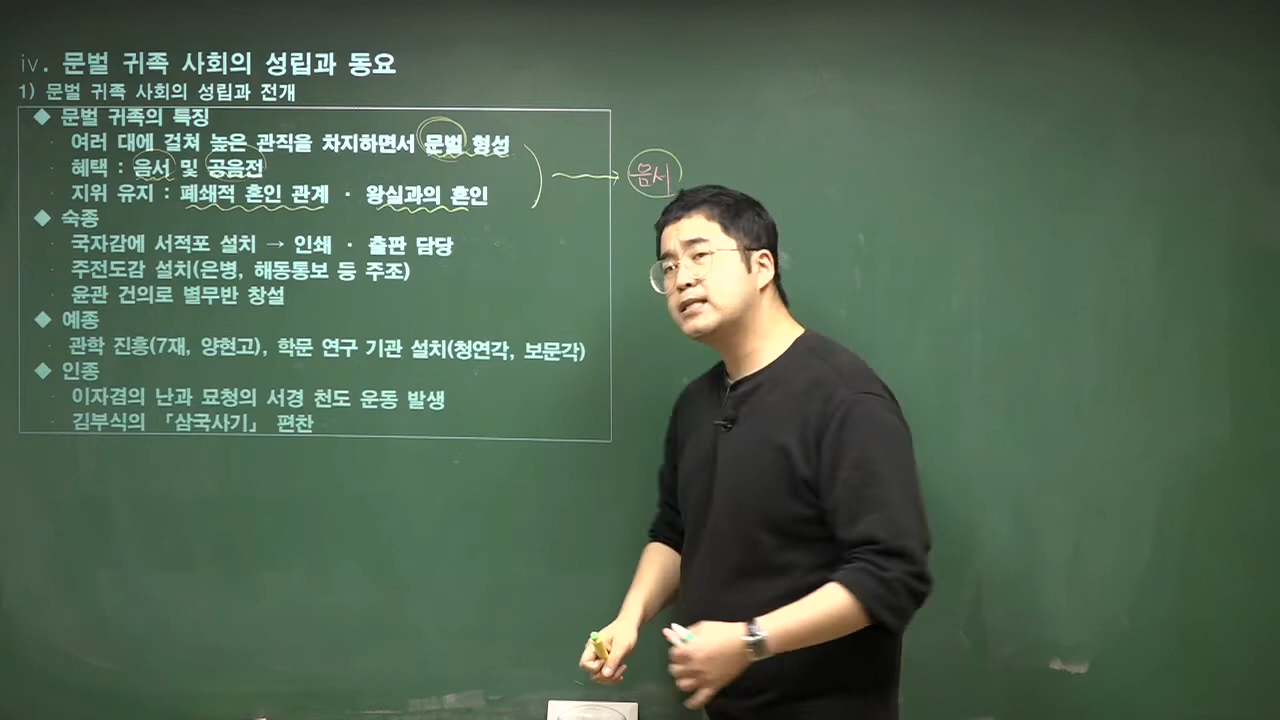 iv. 문벌 귀족 사회의 성립과 동요
1) 문벌 귀족 사회의 성립과 전개
◆ 문벌 귀족의 특징
· 여러 대에 걸쳐 높은 관직을 차지하면서 문벌 형성
· 혜택 : 음서 및 공음전
음서
· 지위 유지 : 폐쇄적 혼인 관계 · 왕실과의 혼인
◆ 숙종
· 국자감에 서적포 설치 → 인쇄 · 출판 담당
· 주전도감 설치(은병, 해동통보 등 주조)
· 윤관 건의로 별무반 창설
◆ 예종
· 관학 진흥(7재, 양현고), 학문 연구 기관 설치(청연각, 보문각)
◆ 인종
· 이자겸의 난과 묘청의 서경 천도 운동 발생
· 김부식의 「삼국사기」 편찬